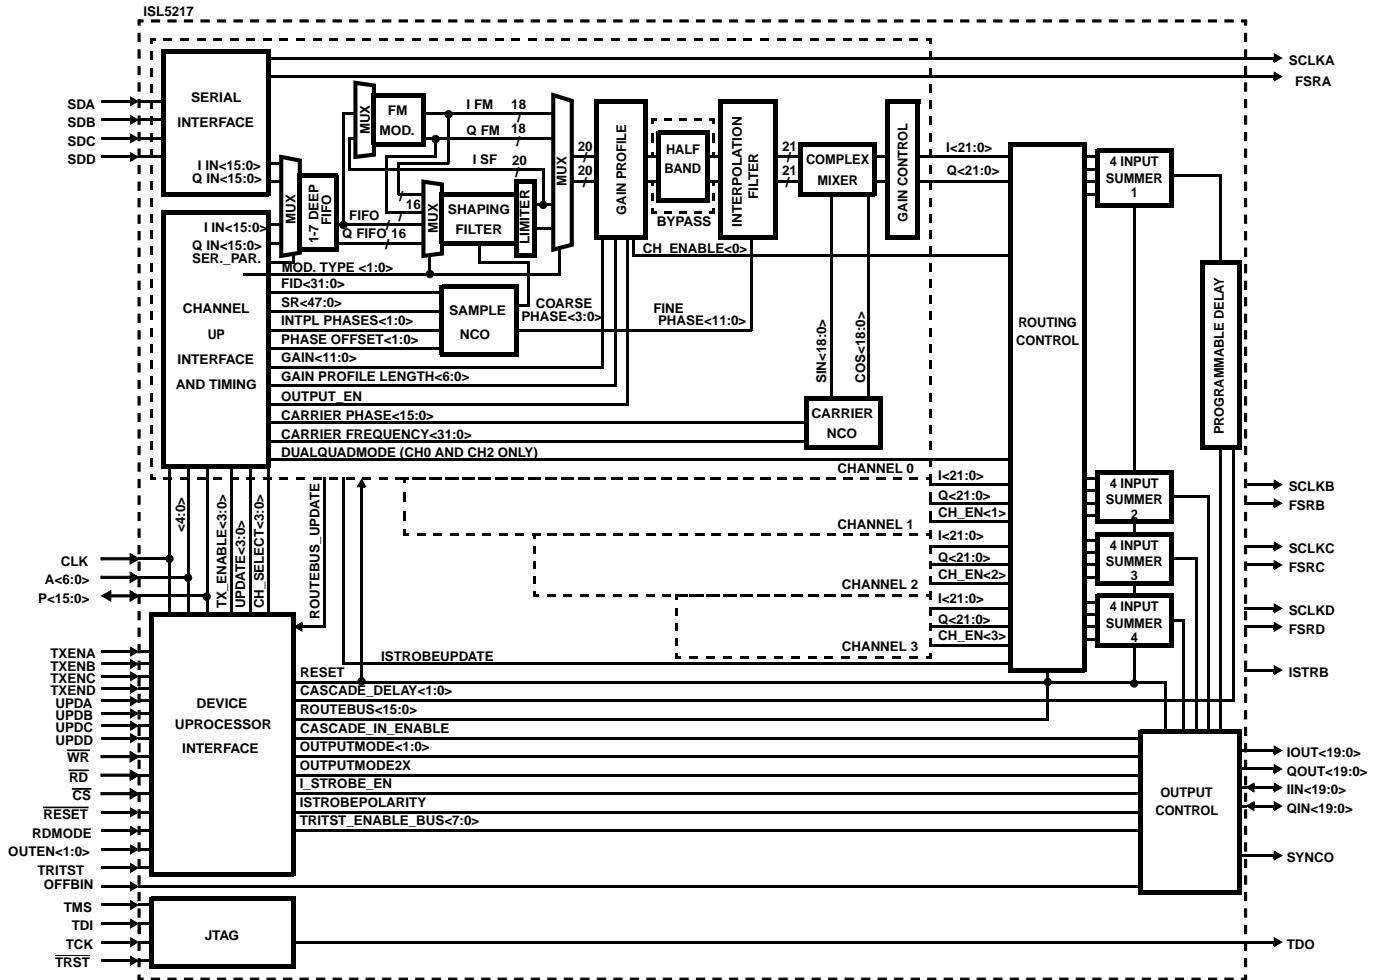 ISL5217
SERIAL
INTERFACE
SDA
SDB
SDC
SDD
I IN<15:0>
Q IN<15:0>
MUX
1-7 DEEP
FIFO
I IN<15:0>
Q IN<15:0>
SER._PAR.
MUX
FM
MOD.
I FM
18
Q FM
18
I SF
20
16
FIFO
Q FIFO
16
MUX
SHAPING
FILTER
LIMITER
MUX
20
20
GAIN PROFILE
HALF
BAND
BYPASS
INTERPOLATION
FILTER
21
21
COMPLEX
MIXER
GAIN CONTROL
I<21:0>
Q<21:0>
CH_ENABLE<0>
ROUTING
CONTROL
4 INPUT
SUMMER
1
PROGRAMMABLE DELAY
SCLKA
FSRA
CHANNEL
UP
INTERFACE
AND TIMING
MOD. TYPE <1:0>
FID<31:0>
SR<47:0>
INTPL PHASES<1:0>
PHASE OFFSET<1:0>
GAIN<11:0>
GAIN PROFILE LENGTH<6:0>
OUTPUT_EN
CARRIER PHASE<15:0>
CARRIER FREQUENCY<31:0>
DUALQUADMODE (CH0 AND CH2 ONLY)
SAMPLE
NCO
COARSE
PHASE<3:0>
FINE
PHASE<11:0>
SIN<18:0>
COS<18:0>
CARRIER
NCO
CHANNEL 0
I<21:0>
Q<21:0>
CH_EN<1>
CHANNEL 1
I<21:0>
Q<21:0>
CH_EN<2>
CHANNEL 2
I<21:0>
Q<21:0>
CH_EN<3>
CHANNEL 3
4 INPUT
SUMMER
2
4 INPUT
SUMMER
3
4 INPUT
SUMMER
4
SCLKB
FSRB
SCLKC
FSRC
SCLKD
FSRD
ISTRB
<4:0>
TX_ENABLE<3:0>
UPDATE<3:0>
CH_SELECT<3:0>
ROUTEBUS_UPDATE
CLK
A<6:0>
P<15:0>
TXENA
TXENB
TXENC
TXEND
UPDA
UPDB
UPDC
UPDD
WR
RD
CS
RESET
RDMODE
OUTEN<1:0>
TRITST
OFFBIN
DEVICE
UPROCESSOR
INTERFACE
ISTROBEUPDATE
RESET
CASCADE_DELAY<1:0>
ROUTEBUS<15:0>
CASCADE_IN_ENABLE
OUTPUTMODE<1:0>
OUTPUTMODE2X
I_STROBE_EN
ISTROBEPOLARITY
TRITST_ENABLE_BUS<7:0>
OUTPUT
CONTROL
IOUT<19:0>
QOUT<19:0>
IIN<19:0>
QIN<19:0>
SYNCO
TMS
TDI
TCK
TRST
JTAG
TDO